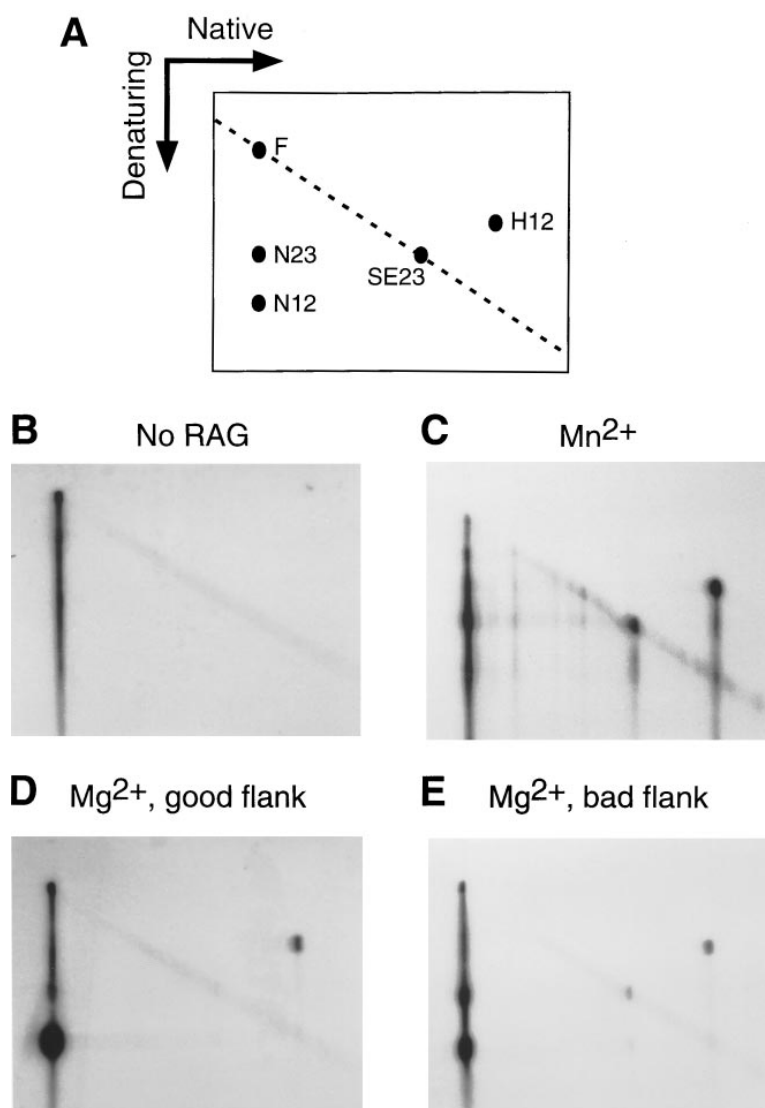 A
Native
Denaturing
F
H12
N23
SE23
N12
B No RAG
C Mn2+
D Mg2+, good flank
E Mg2+, bad flank